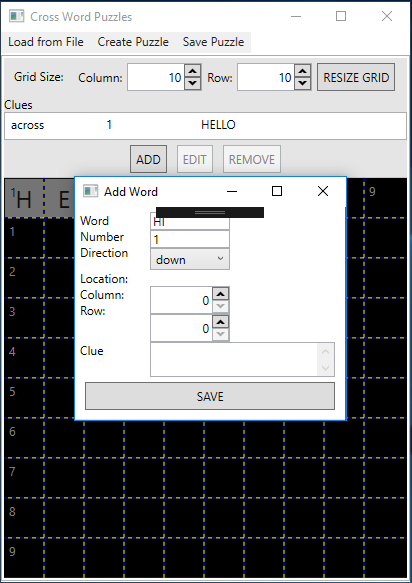 Cross Word Puzzles
Load from File Create Puzzle Save Puzzle
Grid Size: Column: 10 Row: 10 RESIZE GRID
Clues
across 1 HELLO
ADD EDIT REMOVE
Add Word
1 H E 9
Word HI
Number 1
Direction down
Location:
Column: 0
Row: 0
Clue
SAVE
1
2
3
4
5
6
7
8
9